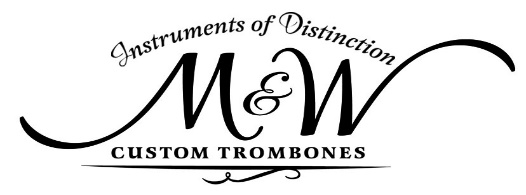 Instruments of Distinction
M&W
CUSTOM TROMBONES